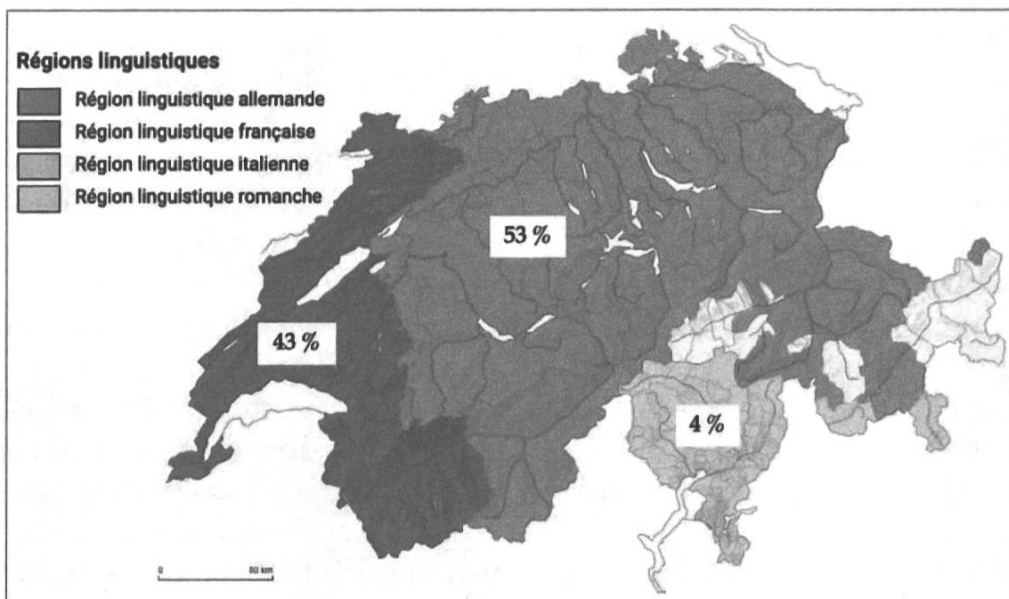 Régions linguistiques
Région linguistique allemande
Région linguistique française
Région linguistique italienne
Région linguistique romanche
53 %
43 %
4 %
0 50 km